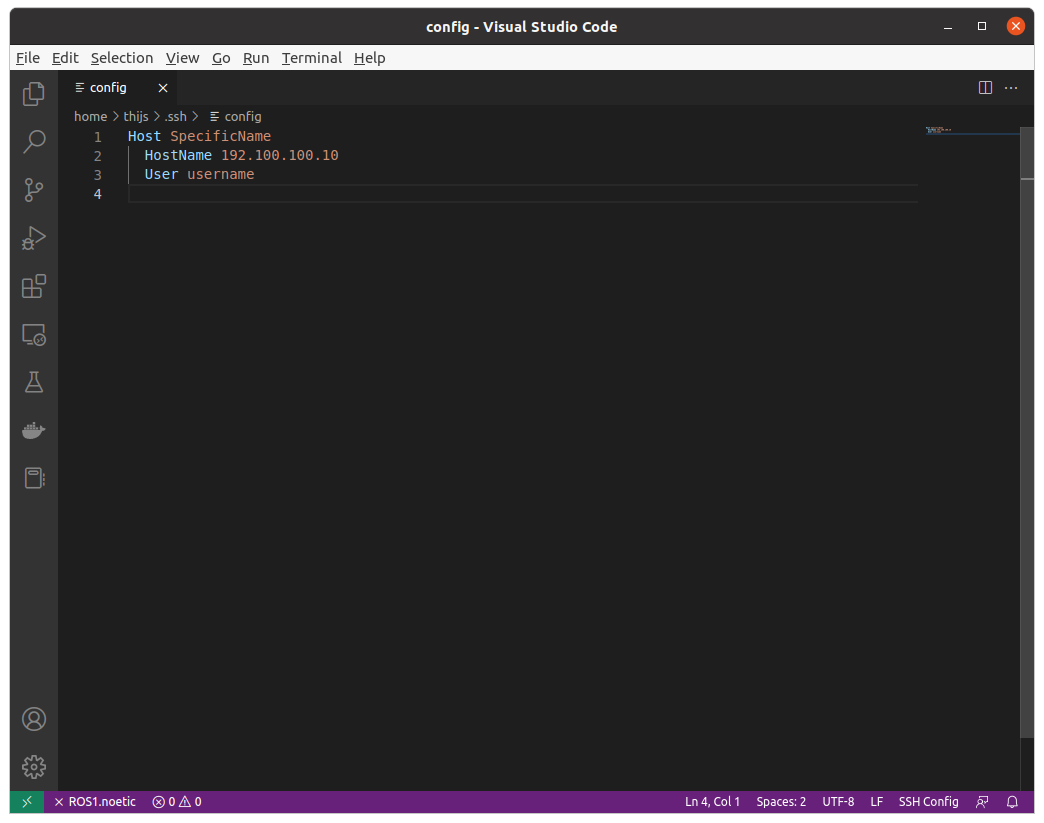 config - Visual Studio Code
File Edit Selection View Go Run Terminal Help
config
home > thijs > .ssh > config
1 Host SpecificName
2 HostName 192.100.100.10
3 User username
4
ROS1.noetic 0 0 Ln 4, Col 1 Spaces: 2 UTF-8 LF SSH Config